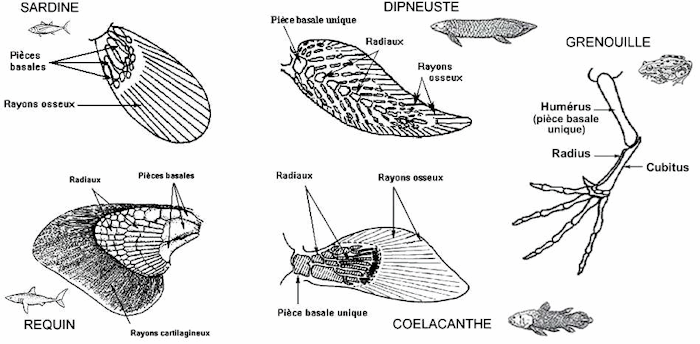 SARDINE
Pièces
basales
Rayons osseux
DIPNEUSTE
Pièce basale unique
Radiaux
Rayons
osseux
GRENOUILLE
Humérus
(pièce basale
unique)
Radius
Cubitus
Radiaux
Pièces basales
Rayons cartilagineux
REQUIN
Radiaux
Rayons osseux
Pièce basale unique
COELACANTHE